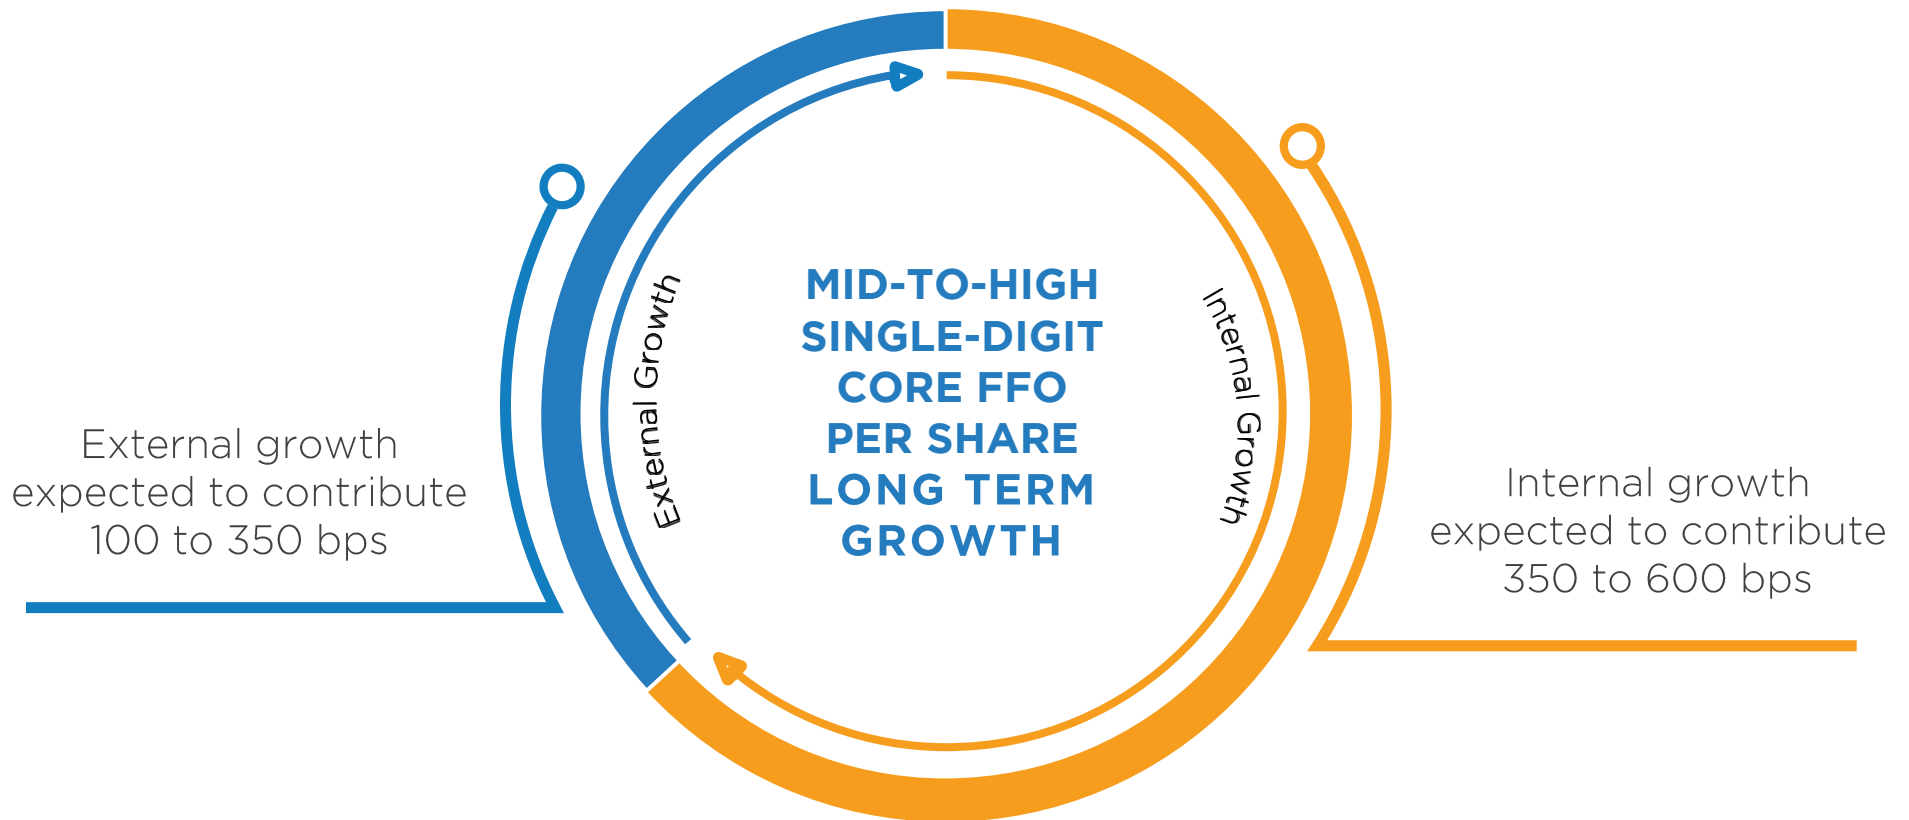 MID-TO-HIGH
SINGLE-DIGIT
CORE FFO
PER SHARE
LONG TERM
GROWTH
External Growth
Internal Growth
External growth
expected to contribute
100 to 350 bps
Internal growth
expected to contribute
350 to 600 bps